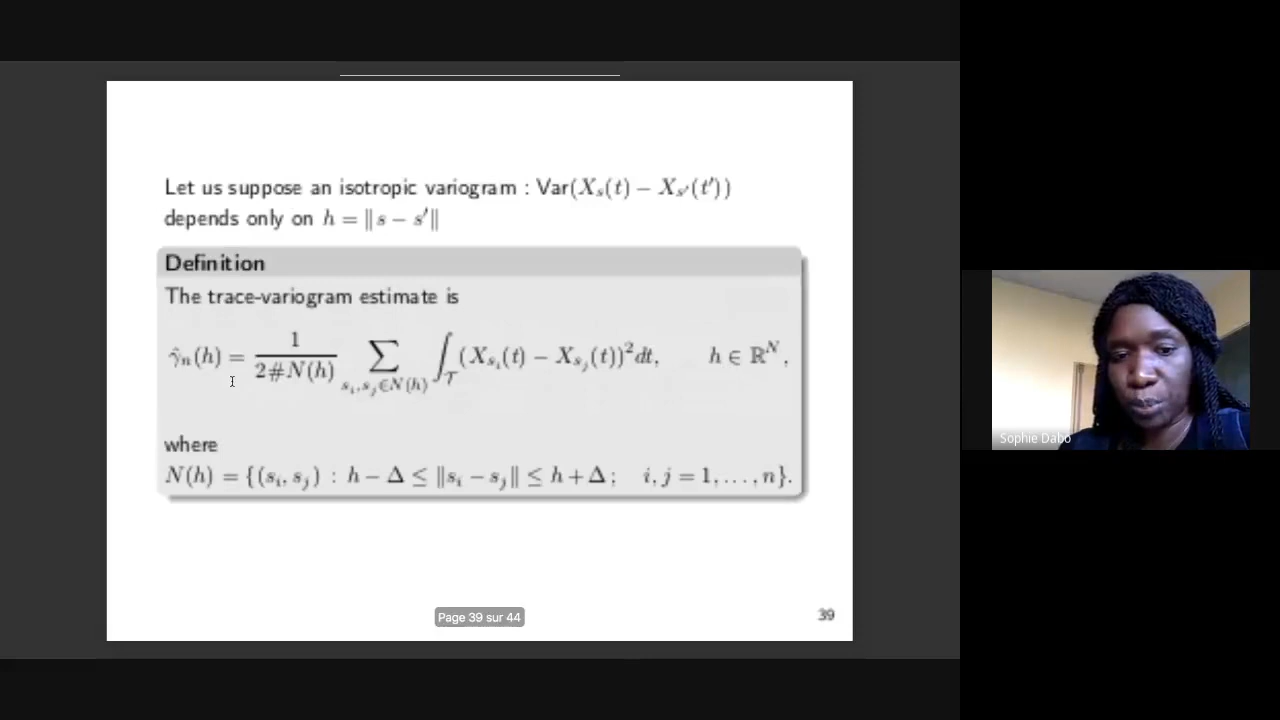 Let us suppose an isotropic variogram : Var(X_s(t) − X_{s′}(t′))
depends only on h = ‖s − s′‖
Definition
The trace-variogram estimate is
γ̂_n(h) = 1 / 2#N(h) ∑_{s_i,s_j∈N(h)} ∫_𝒯 (X_{s_i}(t) − X_{s_j}(t))² dt, h ∈ ℝ^N,
where
N(h) = {(s_i, s_j) : h − Δ ≤ ‖s_i − s_j‖ ≤ h + Δ ; i, j = 1, . . . , n}.
Page 39 sur 44
39
Sophie Dabo